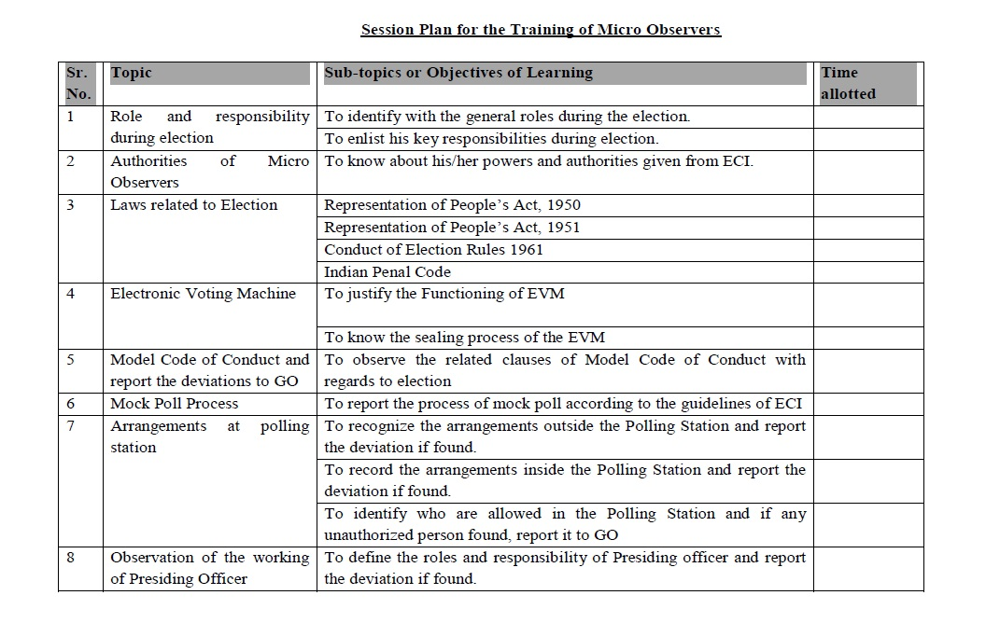 Session Plan for the Training of Micro Observers
Sr. No. Topic Sub-topics or Objectives of Learning Time allotted
1 Role and responsibility during election To identify with the general roles during the election.
To enlist his key responsibilities during election.
2 Authorities of Micro Observers To know about his/her powers and authorities given from ECI.
3 Laws related to Election Representation of People’s Act, 1950
Representation of People’s Act, 1951
Conduct of Election Rules 1961
Indian Penal Code
4 Electronic Voting Machine To justify the Functioning of EVM
To know the sealing process of the EVM
5 Model Code of Conduct and report the deviations to GO To observe the related clauses of Model Code of Conduct with regards to election
6 Mock Poll Process To report the process of mock poll according to the guidelines of ECI
7 Arrangements at polling station To recognize the arrangements outside the Polling Station and report the deviation if found.
To record the arrangements inside the Polling Station and report the deviation if found.
To identify who are allowed in the Polling Station and if any unauthorized person found, report it to GO
8 Observation of the working of Presiding Officer To define the roles and responsibility of Presiding officer and report the deviation if found.